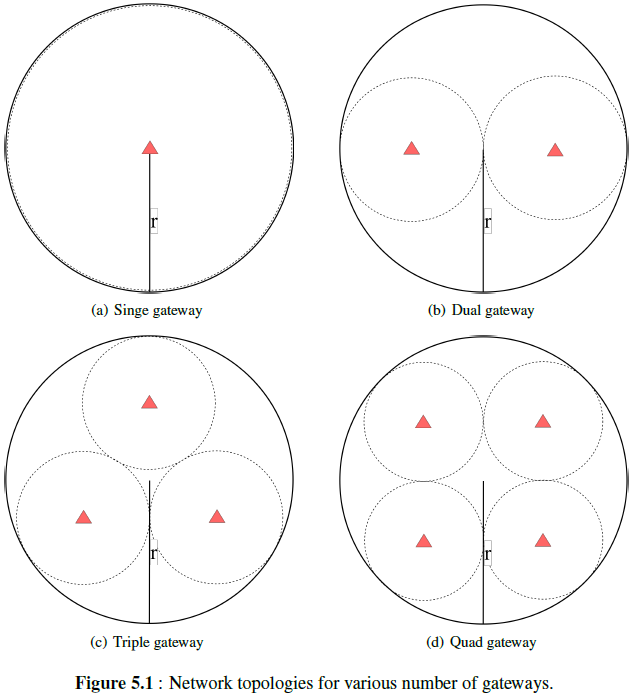 r
r
(a) Singe gateway
(b) Dual gateway
r
r
(c) Triple gateway
(d) Quad gateway
Figure 5.1 : Network topologies for various number of gateways.